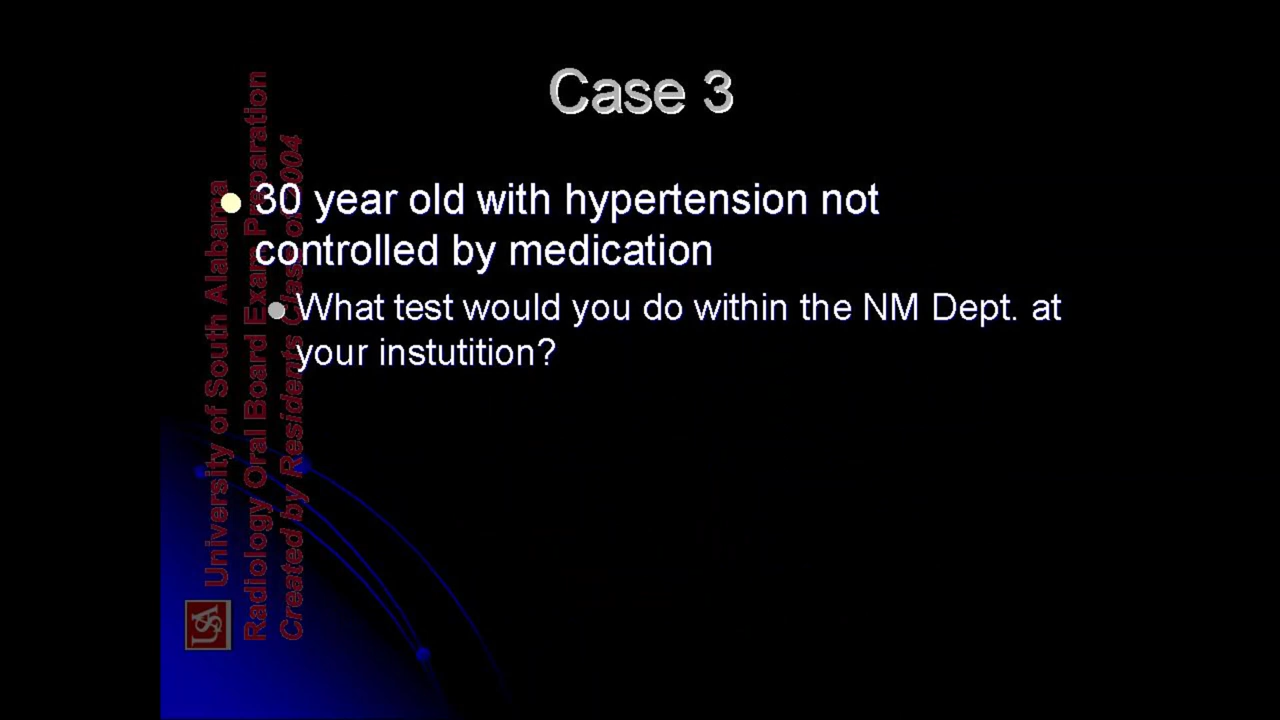 Case 3
30 year old with hypertension not
controlled by medication
What test would you do within the NM Dept. at
your instutition?
University of South Alabama
Radiology Oral Board Exam Preparation
Created by Residents Class of 2004
USA